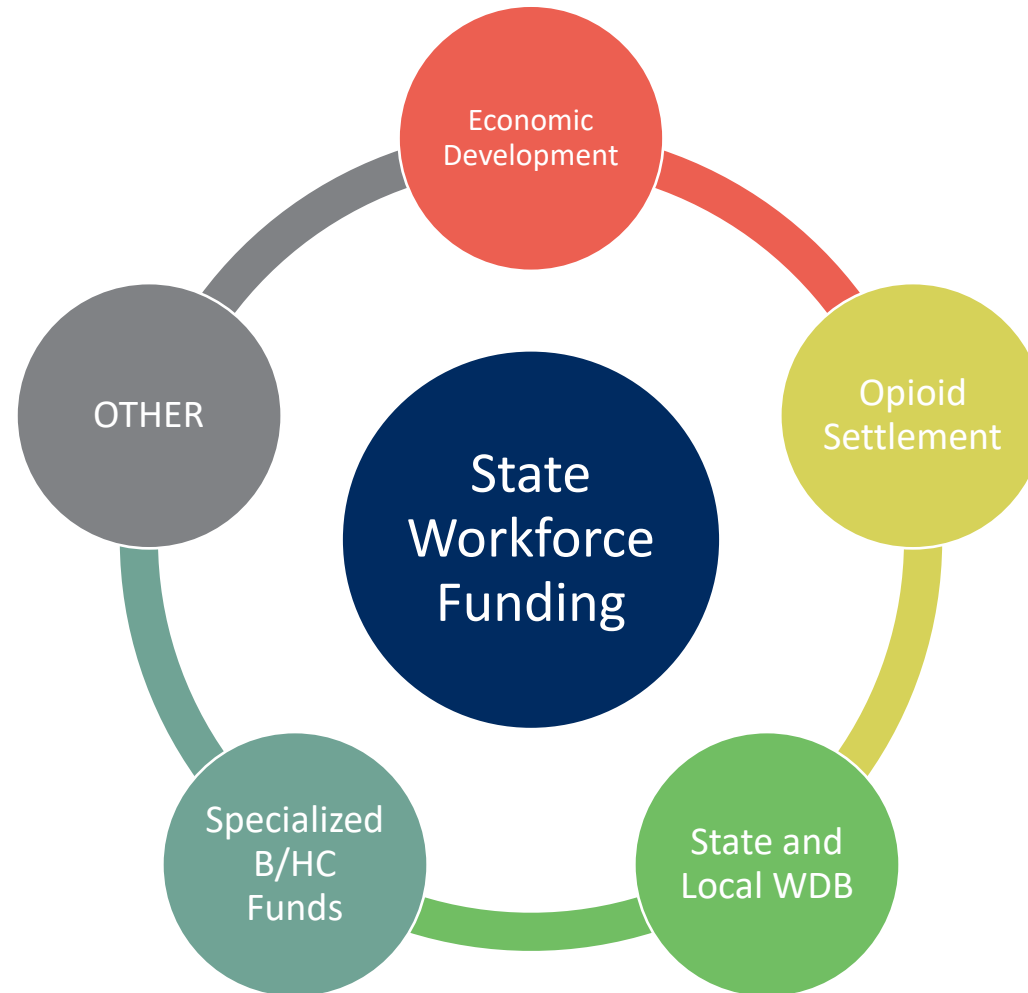 Economic
Development
Opioid
Settlement
State and
Local WDB
Specialized
B/HC
Funds
OTHER
State
Workforce
Funding